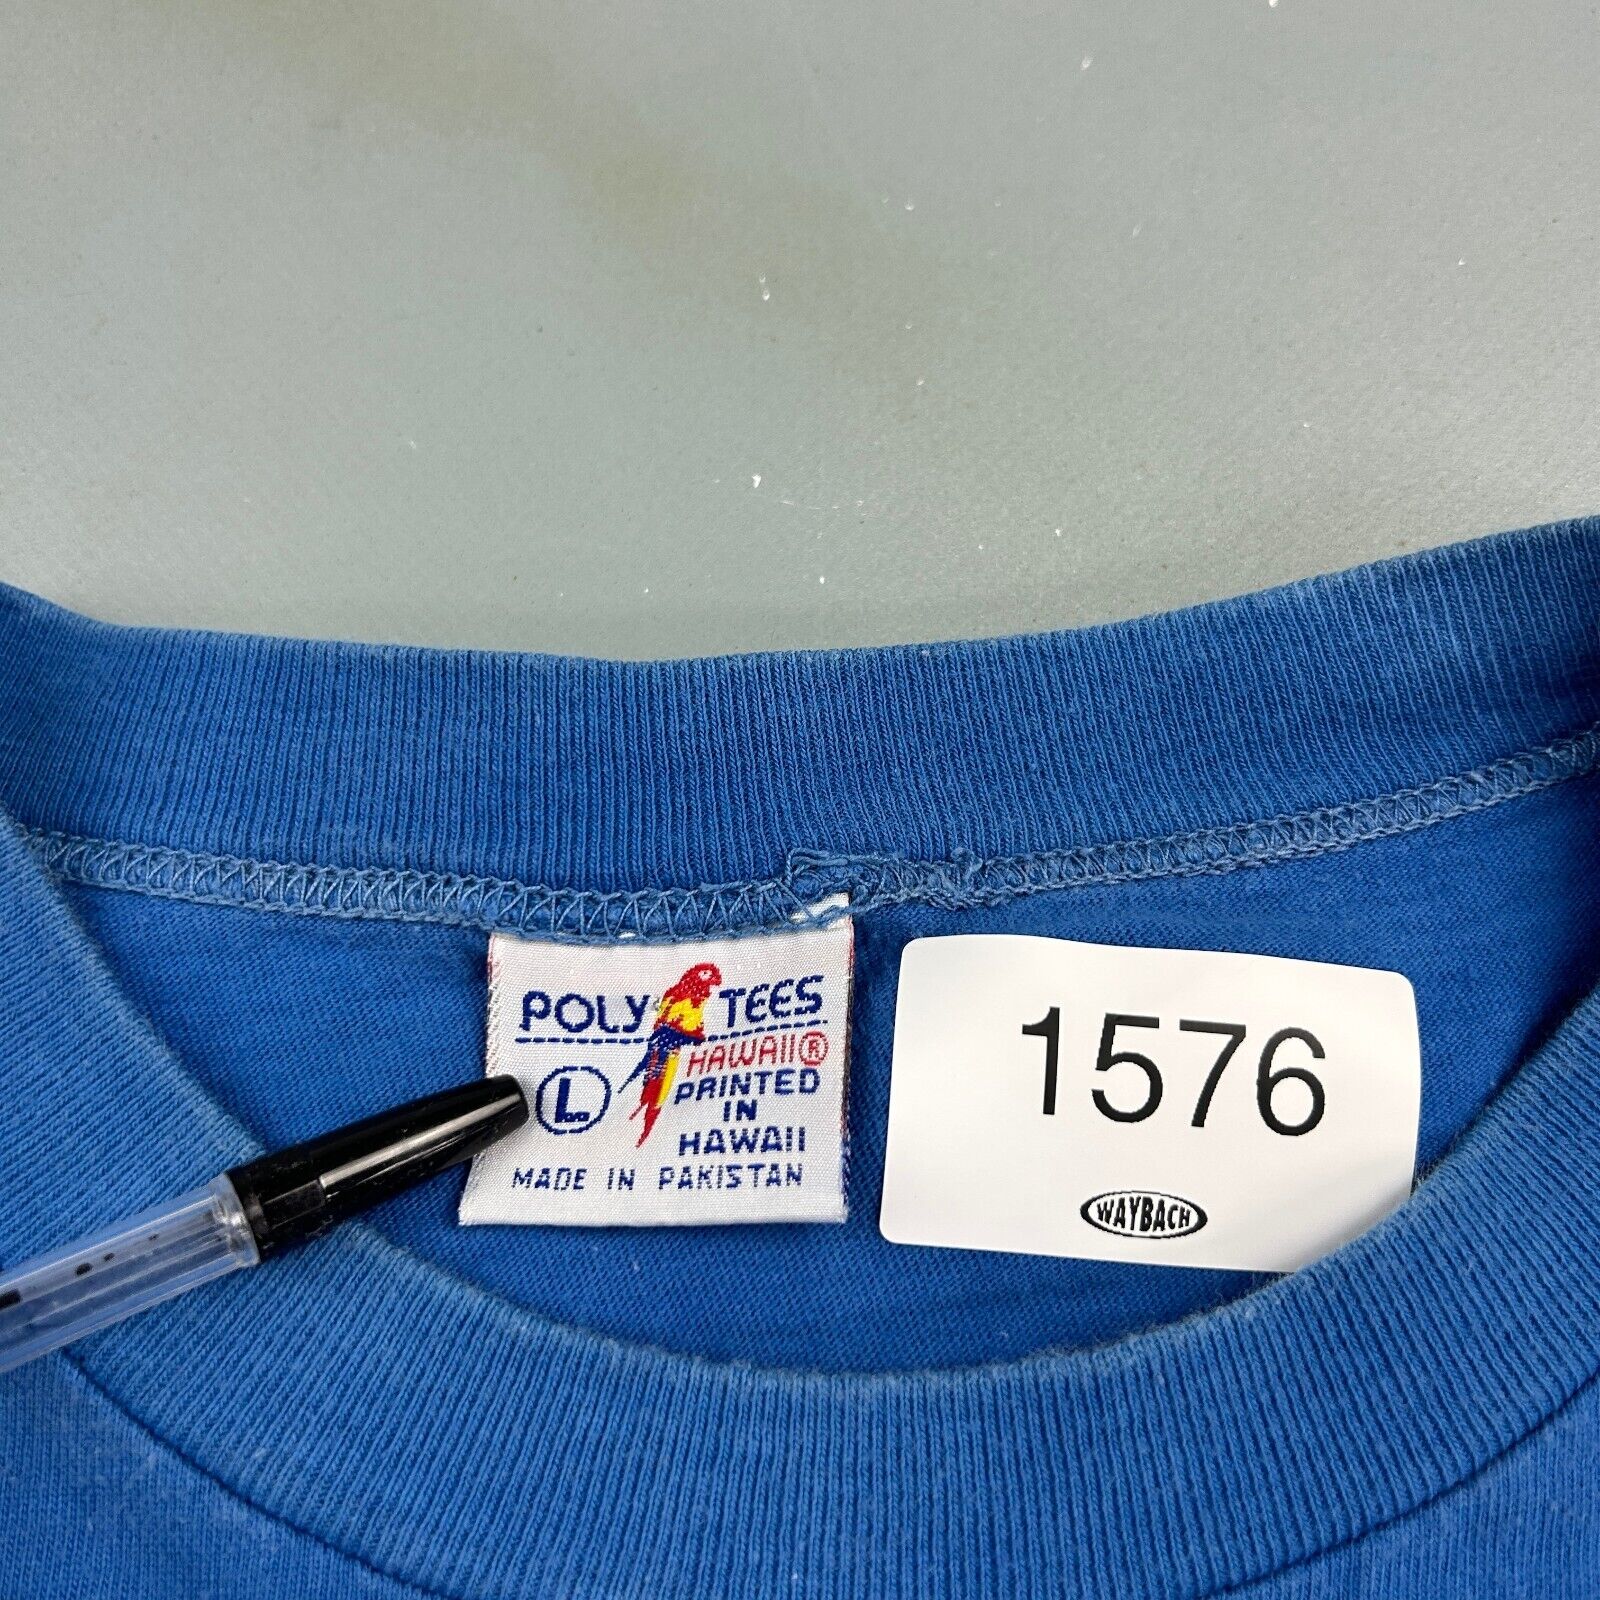 POLY TEES
HAWAII®
L
PRINTED
IN
HAWAII
MADE IN PAKISTAN
1576
WAYBACH